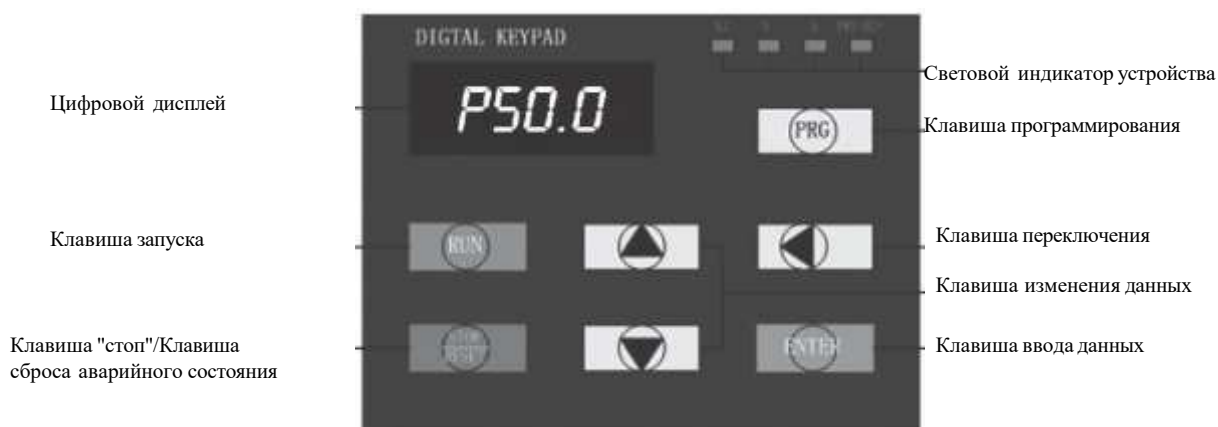 DIGTAL KEYPAD
Световой индикатор устройства
Цифровой дисплей
P50.0
PRG
Клавиша программирования
Клавиша запуска
RUN
Клавиша переключения
Клавиша изменения данных
Клавиша "стоп"/Клавиша
сброса аварийного состояния
ENTER
Клавиша ввода данных